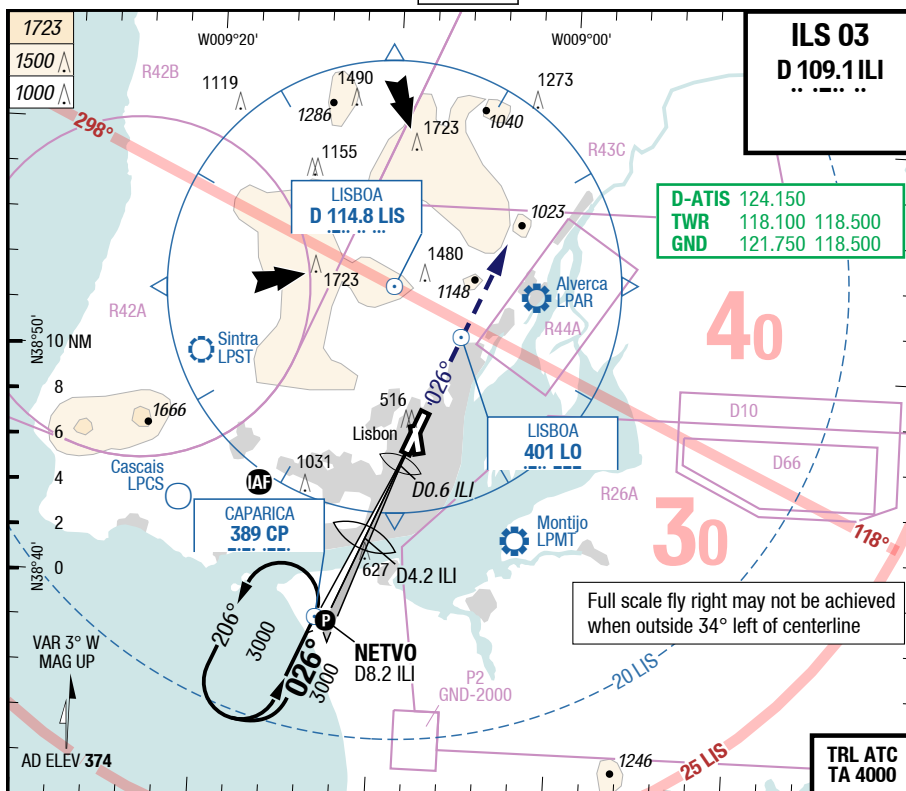 1723
1500
1000
W009°20'
W009°00'
ILS 03
D 109.1 ILI
R42B
1119
1490
1286
1723
1040
1273
298°
1155
R43C
LISBOA
D 114.8 LIS
D-ATIS 124.150
TWR 118.100 118.500
GND 121.750 118.500
1023
1480
1723
1148
Alverca
LPAR
R42A
R44A
N38°50'
10 NM
8
6
4
2
0
N38°40'
Sintra
LPST
40
026°
1666
516
Lisbon
LISBOA
401 LO
D10
D66
Cascais
LPCS
IAF
1031
D0.6 ILI
R26A
CAPARICA
389 CP
Montijo
LPMT
30
118°
627
D4.2 ILI
Full scale fly right may not be achieved
when outside 34° left of centerline
206°
3000
P
NETVO
D8.2 ILI
026°
3000
VAR 3° W
MAG UP
P2
GND-2000
20 LIS
AD ELEV 374
1246
25 LIS
TRL ATC
TA 4000